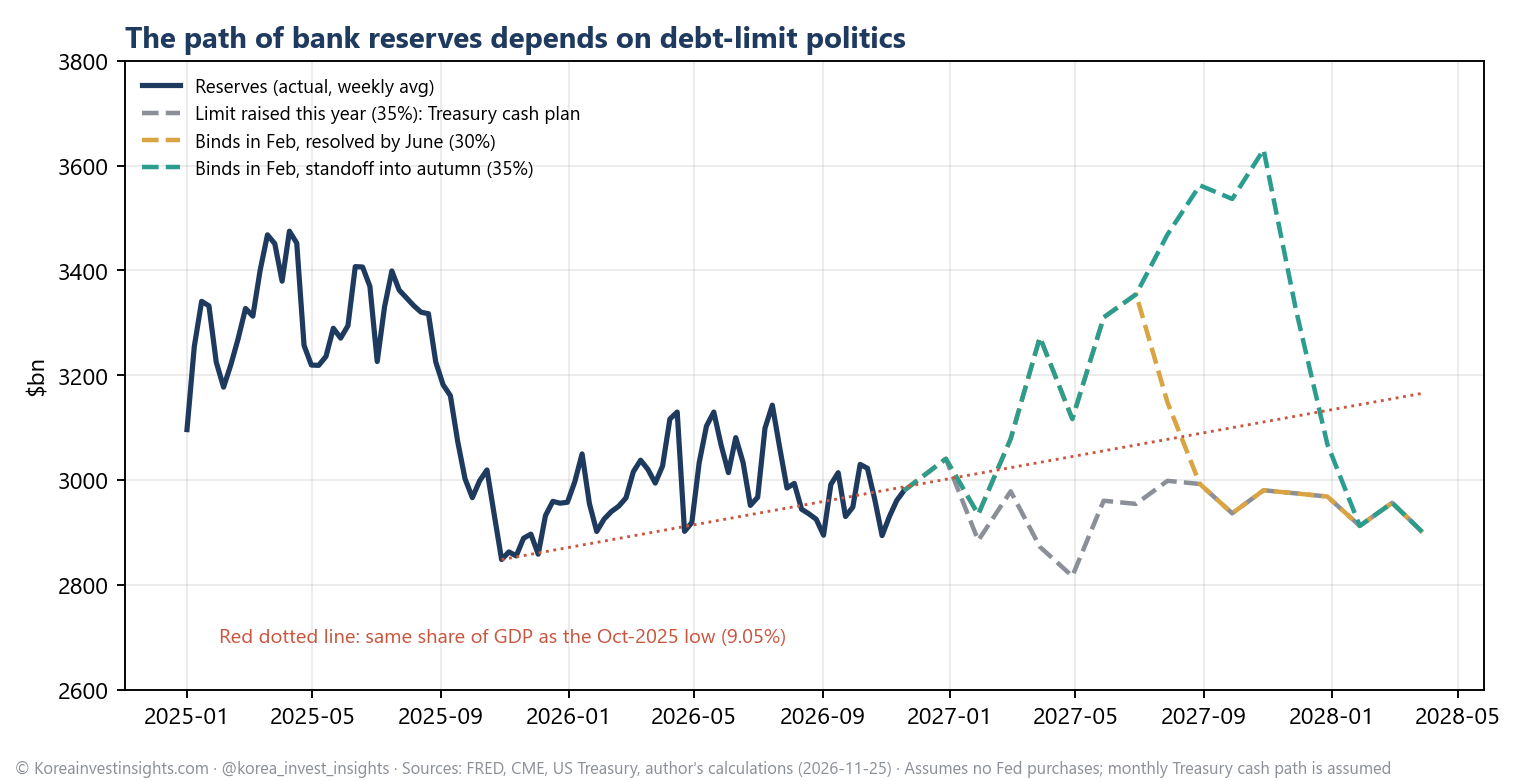 The path of bank reserves depends on debt-limit politics
3800
3600
3400
3200
3000
2800
2600
$bn
Reserves (actual, weekly avg)
Limit raised this year (35%): Treasury cash plan
Binds in Feb, resolved by June (30%)
Binds in Feb, standoff into autumn (35%)
Red dotted line: same share of GDP as the Oct-2025 low (9.05%)
2025-01 2025-05 2025-09 2026-01 2026-05 2026-09 2027-01 2027-05 2027-09 2028-01 2028-05
© Koreainvestinsights.com · @korea_invest_insights · Sources: FRED, CME, US Treasury, author's calculations (2026-11-25) · Assumes no Fed purchases; monthly Treasury cash path is assumed